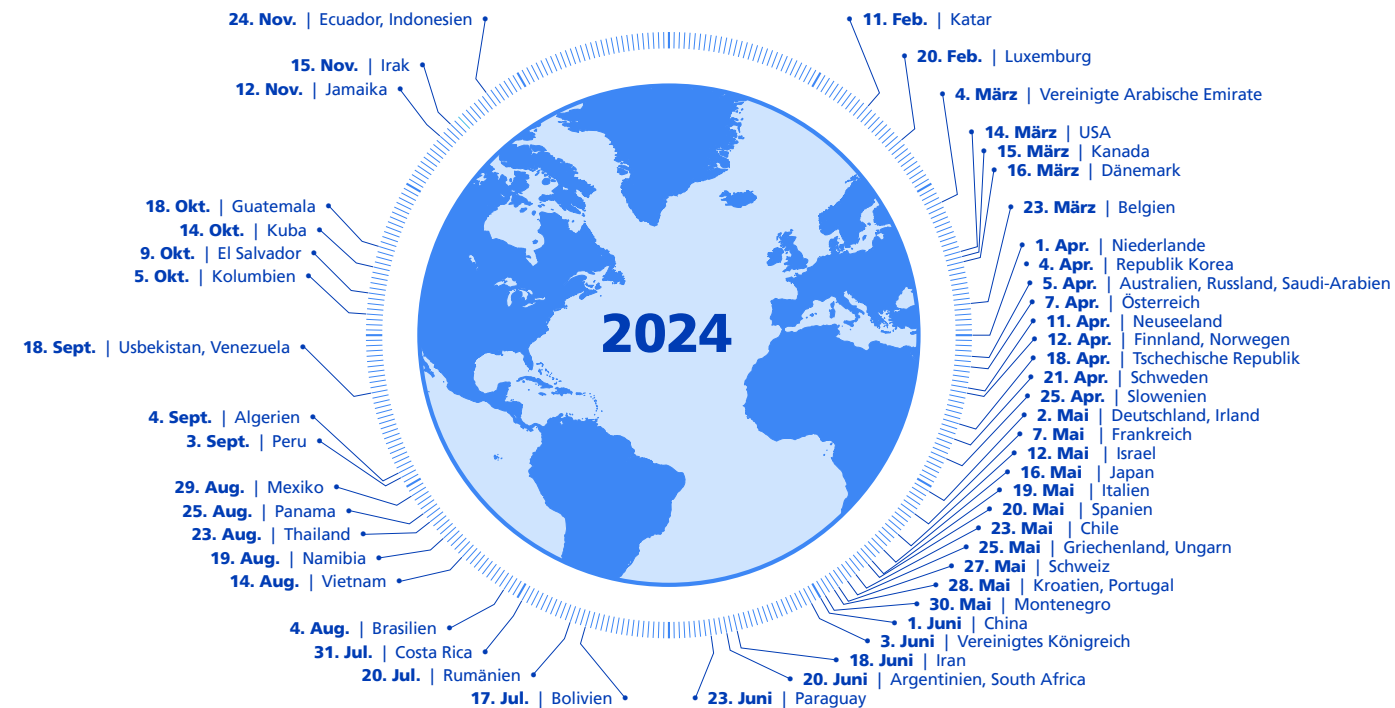 11. Feb. | Katar
20. Feb. | Luxemburg
4. März | Vereinigte Arabische Emirate
14. März | USA
15. März | Kanada
16. März | Dänemark
23. März | Belgien
1. Apr. | Niederlande
4. Apr. | Republik Korea
5. Apr. | Australien, Russland, Saudi-Arabien
7. Apr. | Österreich
11. Apr. | Neuseeland
12. Apr. | Finnland, Norwegen
18. Apr. | Tschechische Republik
21. Apr. | Schweden
25. Apr. | Slowenien
2. Mai | Deutschland, Irland
7. Mai | Frankreich
12. Mai | Israel
16. Mai | Japan
19. Mai | Italien
20. Mai | Spanien
23. Mai | Chile
25. Mai | Griechenland, Ungarn
27. Mai | Schweiz
28. Mai | Kroatien, Portugal
30. Mai | Montenegro
1. Juni | China
3. Juni | Vereinigtes Königreich
18. Juni | Iran
20. Juni | Argentinien, South Africa
23. Juni | Paraguay
17. Jul. | Bolivien
20. Jul. | Rumänien
31. Jul. | Costa Rica
4. Aug. | Brasilien
14. Aug. | Vietnam
19. Aug. | Namibia
23. Aug. | Thailand
25. Aug. | Panama
29. Aug. | Mexiko
3. Sept. | Peru
4. Sept. | Algerien
18. Sept. | Usbekistan, Venezuela
5. Okt. | Kolumbien
9. Okt. | El Salvador
14. Okt. | Kuba
18. Okt. | Guatemala
12. Nov. | Jamaika
15. Nov. | Irak
24. Nov. | Ecuador, Indonesien
2024